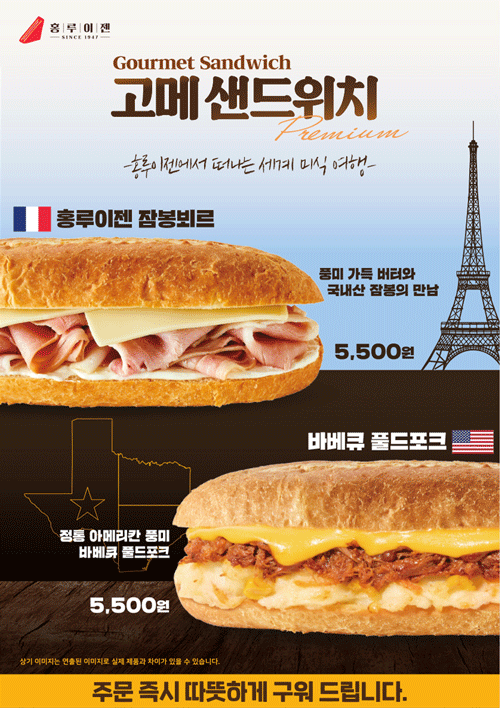 홍루이젠
SINCE 1947
Gourmet Sandwich
고메 샌드위치
Premium
홍루이젠에서 떠나는 세계 미식 여행
홍루이젠 잠봉뵈르
풍미 가득 버터와
국내산 잠봉의 만남
5,500원
바베큐 풀드포크
정통 아메리칸 풍미
바베큐 풀드포크
5,500원
상기 이미지는 연출된 이미지로 실제 제품과 차이가 있을 수 있습니다.
주문 즉시 따뜻하게 구워 드립니다.